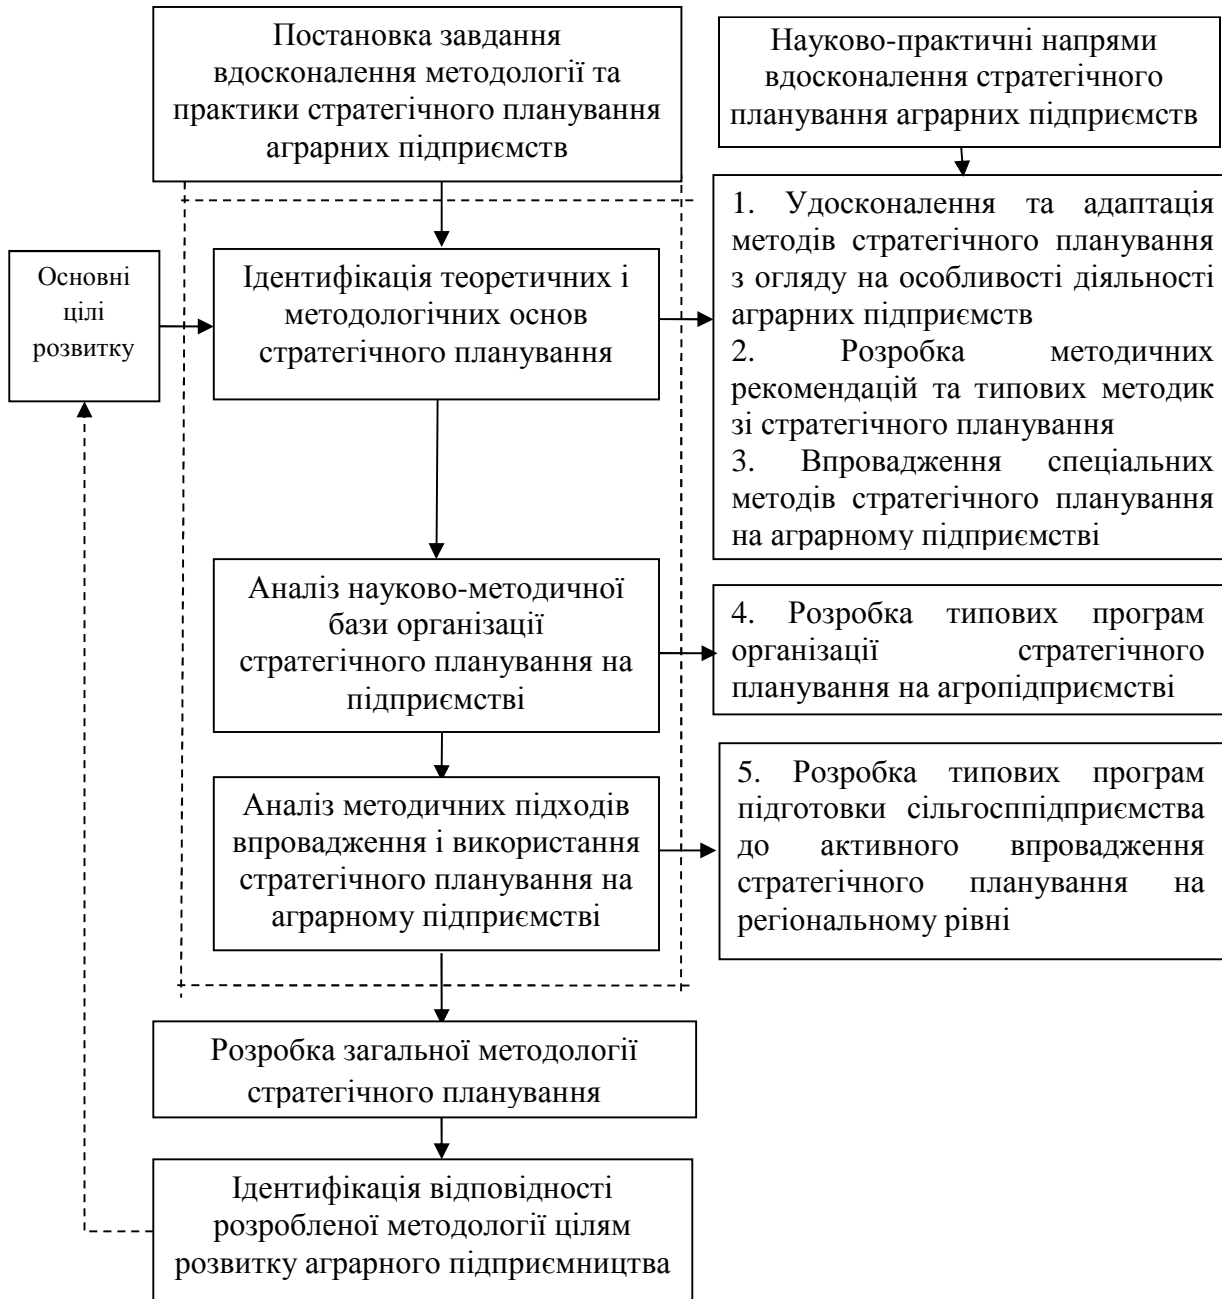 Постановка завдання
вдосконалення методології та
практики стратегічного планування
аграрних підприємств
Науково-практичні напрями
вдосконалення стратегічного
планування аграрних підприємств
Основні
цілі
розвитку
Ідентифікація теоретичних і
методологічних основ
стратегічного планування
1. Удосконалення та адаптація
методів стратегічного планування
з огляду на особливості діяльності
аграрних підприємств
2. Розробка методичних
рекомендацій та типових методик
зі стратегічного планування
3. Впровадження спеціальних
методів стратегічного планування
на аграрному підприємстві
Аналіз науково-методичної
бази організації
стратегічного планування на
підприємстві
4. Розробка типових програм
організації стратегічного
планування на агропідприємстві
Аналіз методичних підходів
впровадження і використання
стратегічного планування на
аграрному підприємстві
5. Розробка типових програм
підготовки сільгосппідприємства
до активного впровадження
стратегічного планування на
регіональному рівні
Розробка загальної методології
стратегічного планування
Ідентифікація відповідності
розробленої методології цілям
розвитку аграрного підприємництва